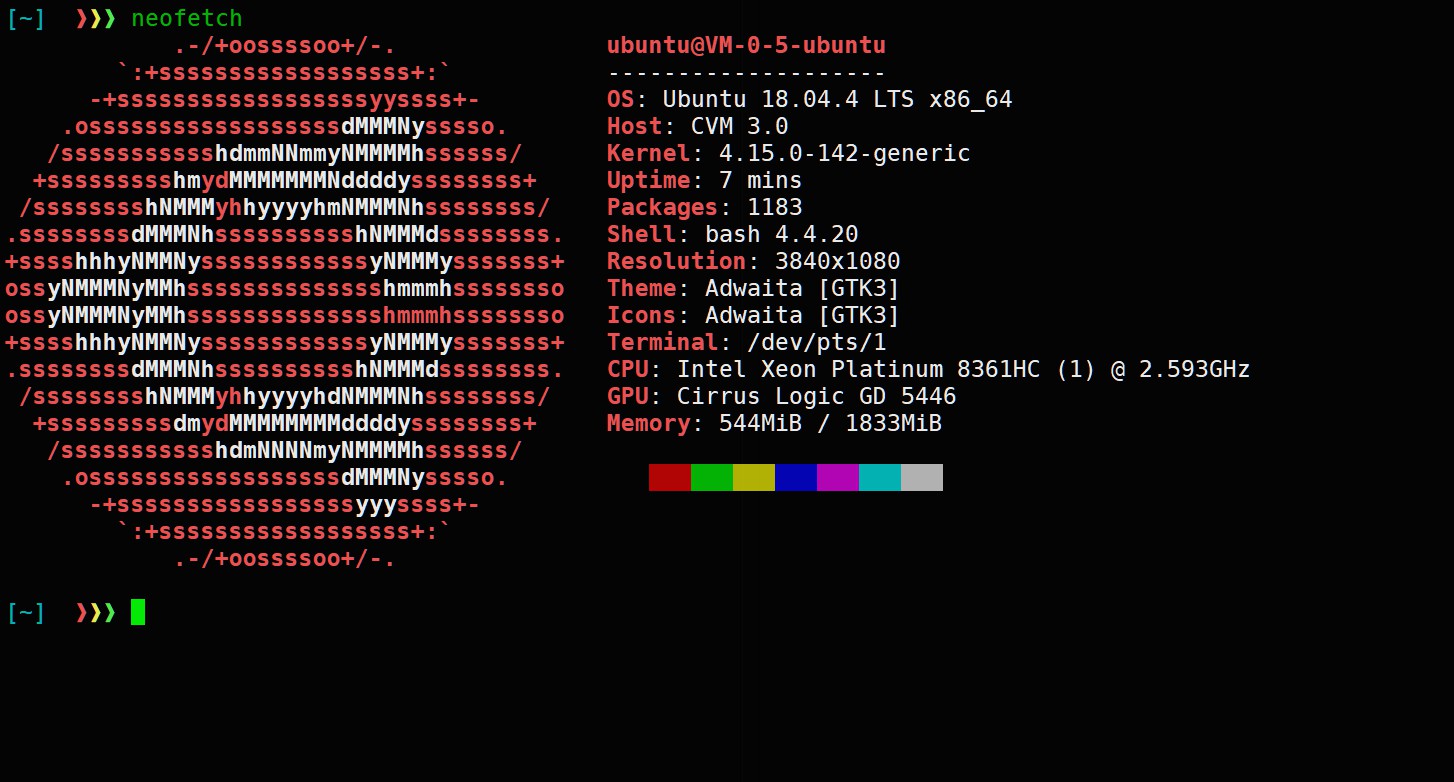 [~] ❯❯❯ neofetch
.-/+oossssoo+/-.
`:+ssssssssssssssssss+:`
-+ssssssssssssssssssyyssss+-
.ossssssssssssssssssdMMMNysssso.
/ssssssssssshdmmNNmmyNMMMMhssssss/
+ssssssssshmydMMMMMMMNddddyssssssss+
/sssssssshNMMMyhhyyyyhmNMMMNhssssssss/
.ssssssssdMMMNhsssssssssshNMMMdssssssss.
+sssshhhyNMMNyssssssssssssyNMMMysssssss+
ossyNMMMNyMMhsssssssssssssshmmmhssssssso
ossyNMMMNyMMhsssssssssssssshmmmhssssssso
+sssshhhyNMMNyssssssssssssyNMMMysssssss+
.ssssssssdMMMNhsssssssssshNMMMdssssssss.
/sssssssshNMMMyhhyyyyhdNMMMNhssssssss/
+sssssssssdmydMMMMMMMMddddyssssssss+
/ssssssssssshdmNNNNmyNMMMMhssssss/
.ossssssssssssssssssdMMMNysssso.
-+sssssssssssssssssyyyssss+-
`:+ssssssssssssssssss+:`
.-/+oossssoo+/-.
ubuntu@VM-0-5-ubuntu
--------------------
OS: Ubuntu 18.04.4 LTS x86_64
Host: CVM 3.0
Kernel: 4.15.0-142-generic
Uptime: 7 mins
Packages: 1183
Shell: bash 4.4.20
Resolution: 3840x1080
Theme: Adwaita [GTK3]
Icons: Adwaita [GTK3]
Terminal: /dev/pts/1
CPU: Intel Xeon Platinum 8361HC (1) @ 2.593GHz
GPU: Cirrus Logic GD 5446
Memory: 544MiB / 1833MiB
[~] ❯❯❯